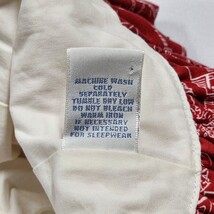 MACHINE WASH
COLD
SEPARATELY
TUMBLE DRY LOW
DO NOT BLEACH
WARM IRON
IF NECESSARY
NOT INTENDED
FOR SLEEPWEAR